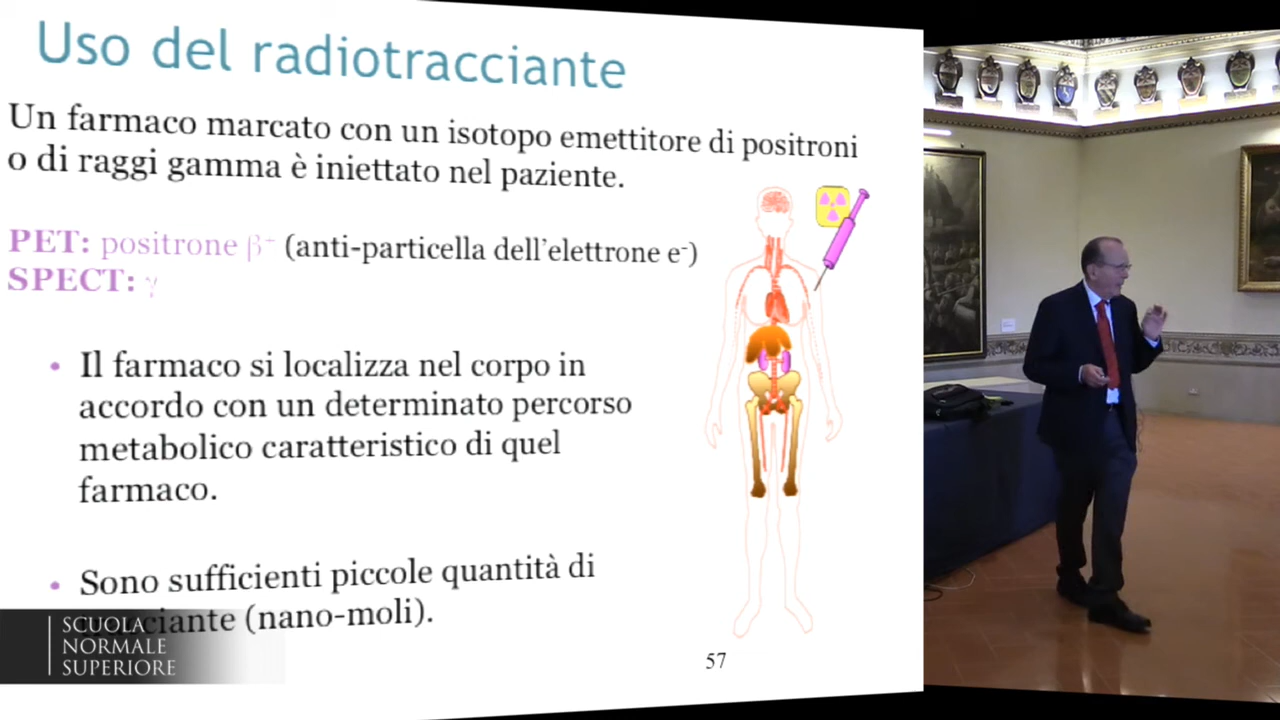 Uso del radiotracciante
Un farmaco marcato con un isotopo emettitore di positroni
o di raggi gamma è iniettato nel paziente.
PET: positrone β⁺ (anti-particella dell'elettrone e⁻)
SPECT: γ
• Il farmaco si localizza nel corpo in
accordo con un determinato percorso
metabolico caratteristico di quel
farmaco.
• Sono sufficienti piccole quantità di
(nano-moli).
57
SCUOLA
NORMALE
SUPERIORE